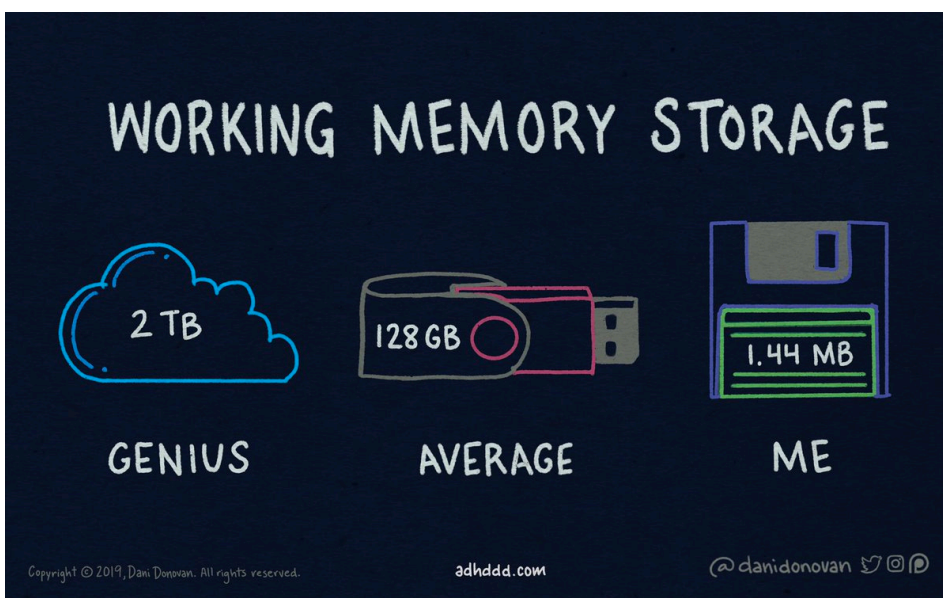 WORKING MEMORY STORAGE
2 TB
128 GB
1.44 MB
GENIUS
AVERAGE
ME
Copyright © 2019, Dani Donovan. All rights reserved.
adhddd.com
@danidonovan